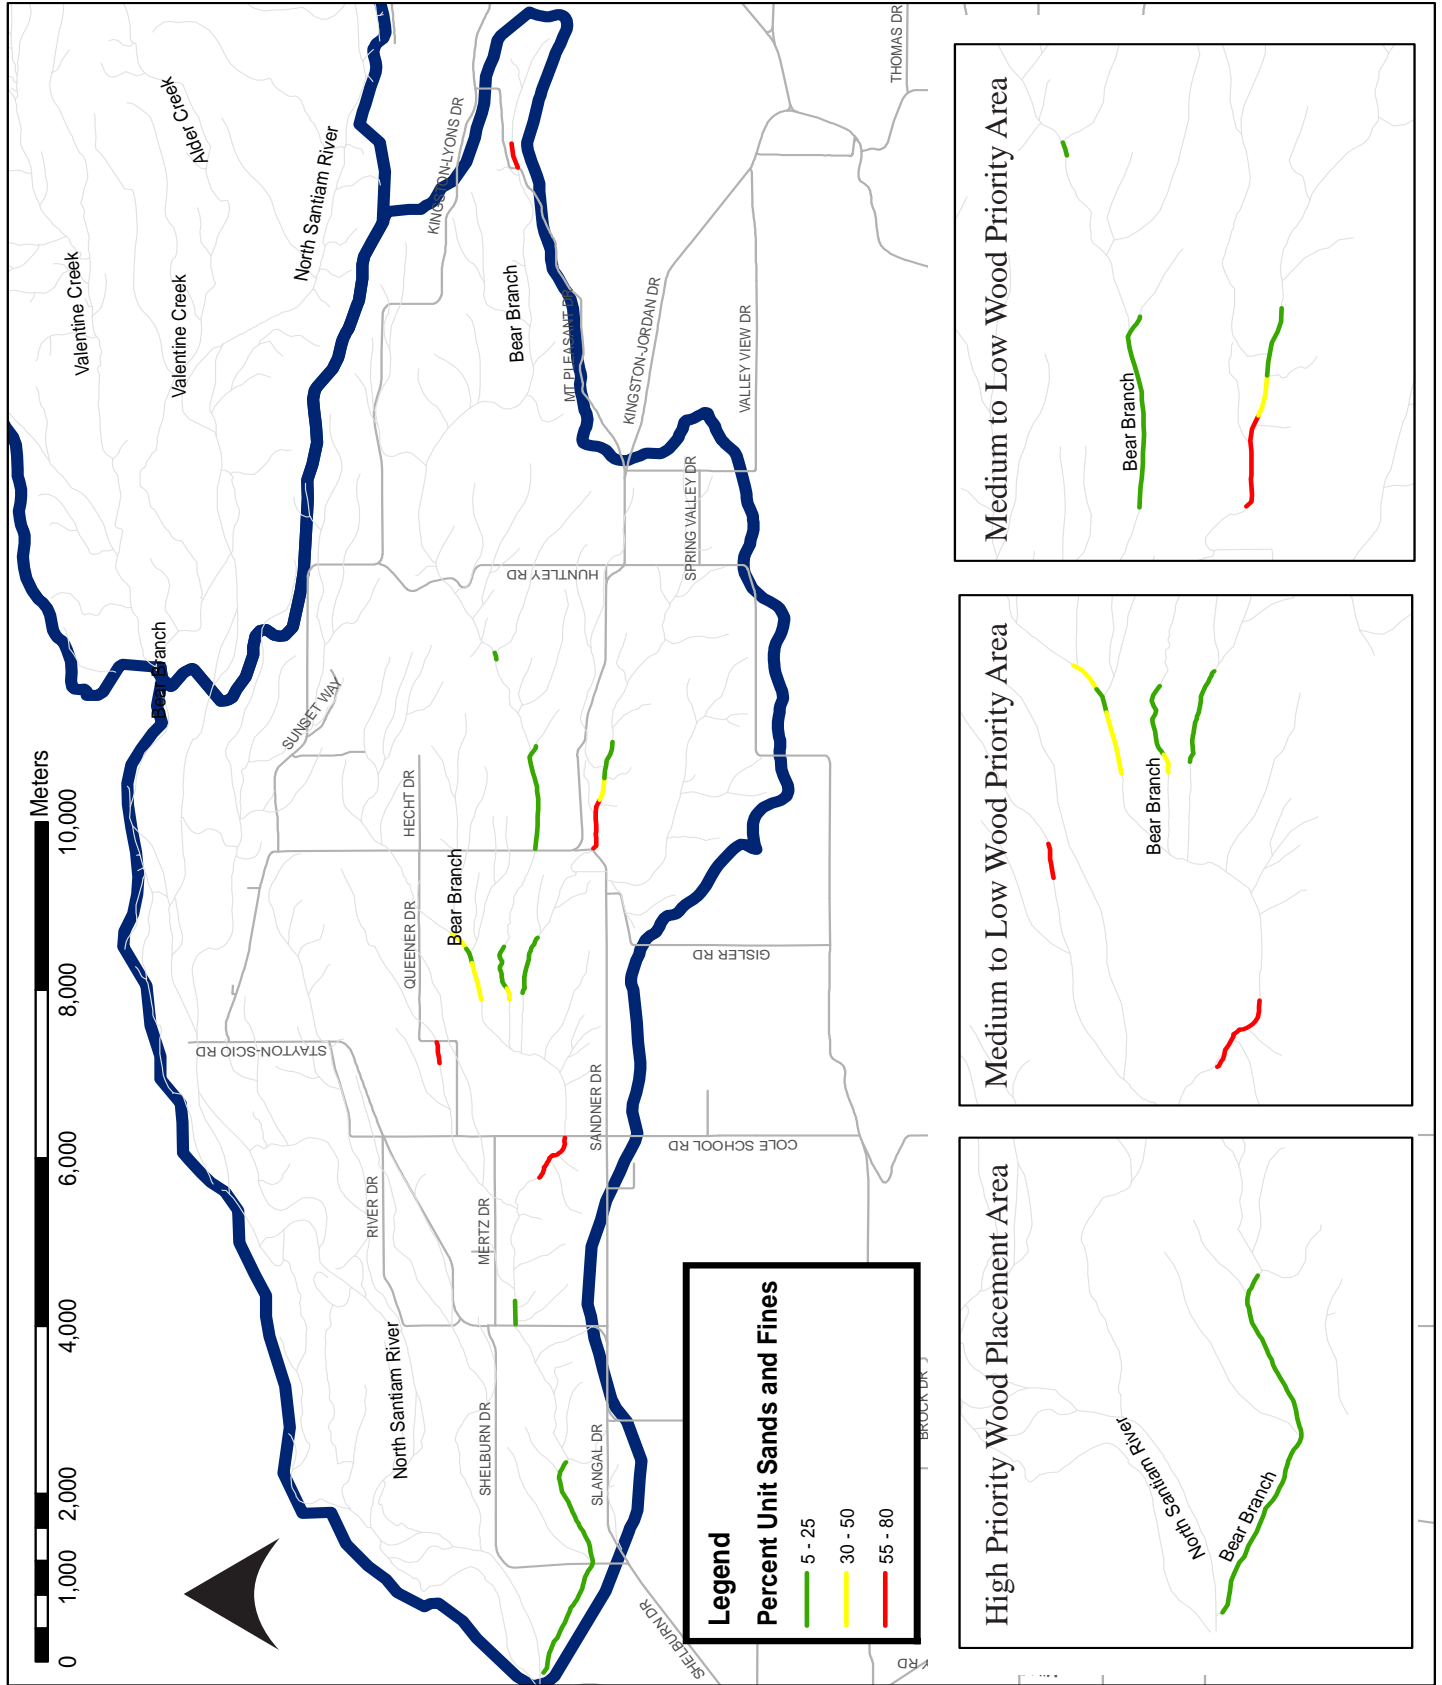 0
1,000
2,000
4,000
6,000
8,000
10,000
Meters
Valentine Creek
Valentine Creek
Alder Creek
North Santiam River
Bear Branch
KINGSTON-LYONS DR
THOMAS DR
Bear Branch
MT PLEASANT DR
KINGSTON-JORDAN DR
VALLEY VIEW DR
SPRING VALLEY DR
HUNTLEY RD
SUNSET WAY
HECHT DR
QUEENER DR
Bear Branch
STAYTON-SCIO RD
GISLER RD
SANDNER DR
COLE SCHOOL RD
RIVER DR
MERTZ DR
North Santiam River
SHELBURN DR
SLANGAL DR
BROCK DR
SHELBURN DR
RD
Legend
Percent Unit Sands and Fines
5 - 25
30 - 50
55 - 80
High Priority Wood Placement Area
North Santiam River
Bear Branch
Medium to Low Wood Priority Area
Bear Branch
Medium to Low Wood Priority Area
Bear Branch